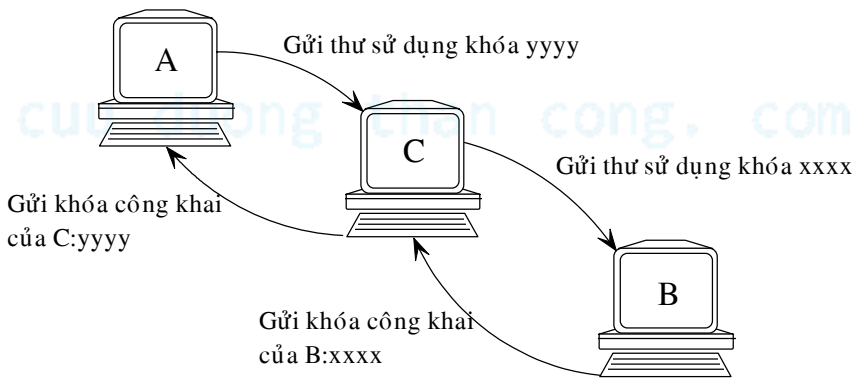 A
Gửi thư sử dụng khóa yyyy
cuu duong than cong. com
C
Gửi thư sử dụng khóa xxxx
Gửi khóa công khai
của C:yyyy
B
Gửi khóa công khai
của B:xxxx